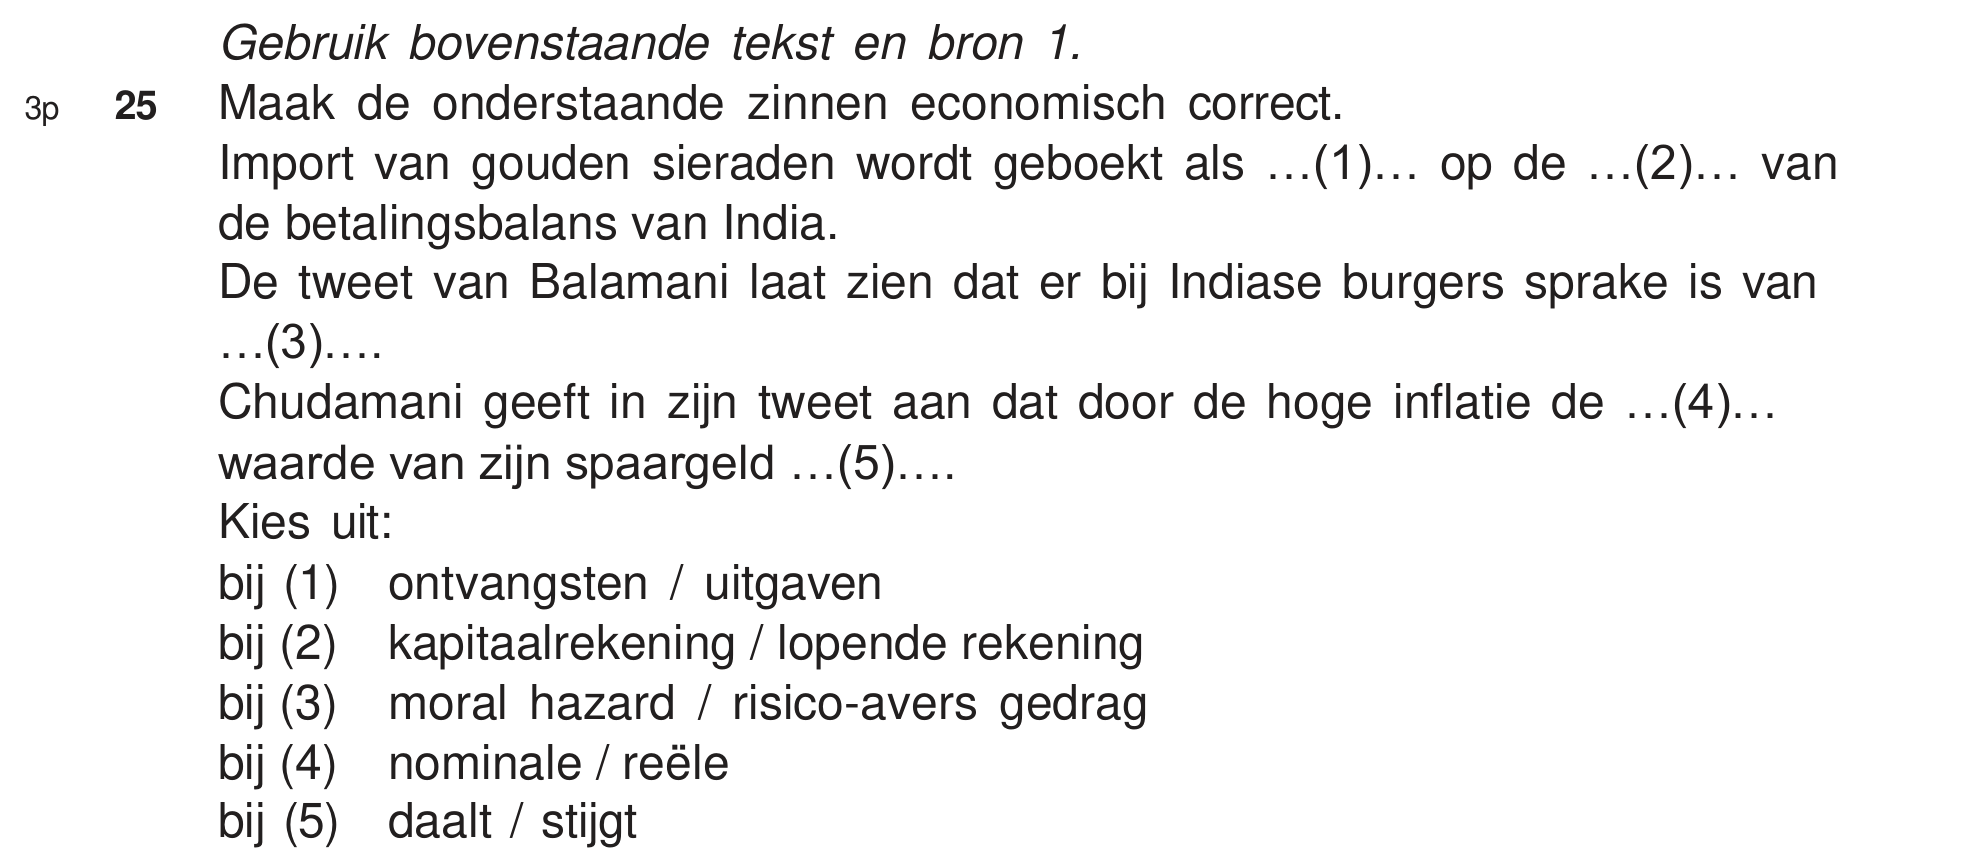 Gebruik bovenstaande tekst en bron 1.
3p 25 Maak de onderstaande zinnen economisch correct.
Import van gouden sieraden wordt geboekt als …(1)… op de …(2)… van
de betalingsbalans van India.
De tweet van Balamani laat zien dat er bij Indiase burgers sprake is van
…(3)….
Chudamani geeft in zijn tweet aan dat door de hoge inflatie de …(4)…
waarde van zijn spaargeld …(5)….
Kies uit:
bij (1) ontvangsten / uitgaven
bij (2) kapitaalrekening / lopende rekening
bij (3) moral hazard / risico-avers gedrag
bij (4) nominale / reële
bij (5) daalt / stijgt